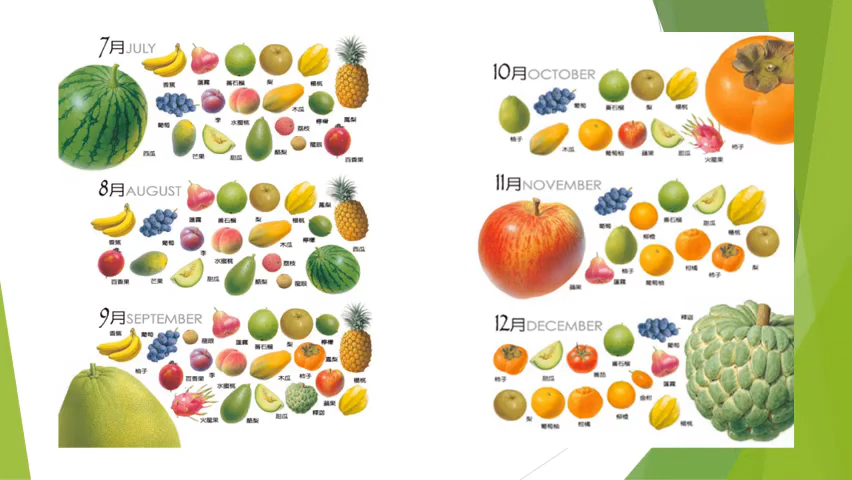 7月JULY
香蕉
蓮霧
番石榴
梨
楊桃
鳳梨
葡萄
李
水蜜桃
木瓜
檸檬
西瓜
芒果
甜瓜
酪梨
荔枝
龍眼
百香果
8月AUGUST
香蕉
葡萄
蓮霧
番石榴
梨
楊桃
鳳梨
李
水蜜桃
木瓜
檸檬
西瓜
百香果
芒果
甜瓜
酪梨
荔枝
龍眼
9月SEPTEMBER
香蕉
葡萄
龍眼
蓮霧
番石榴
梨
檸檬
鳳梨
柚子
百香果
李
水蜜桃
木瓜
柿子
蘋果
楊桃
火龍果
酪梨
甜瓜
釋迦
10月OCTOBER
柚子
葡萄
番石榴
梨
楊桃
木瓜
葡萄柚
蘋果
甜瓜
火龍果
柿子
11月NOVEMBER
葡萄
柳橙
番石榴
甜瓜
楊桃
蘋果
蓮霧
柚子
葡萄柚
柑橘
柿子
梨
12月DECEMBER
柿子
甜瓜
番茄
番石榴
葡萄
釋迦
蓮霧
梨
葡萄柚
柑橘
柳橙
楊桃